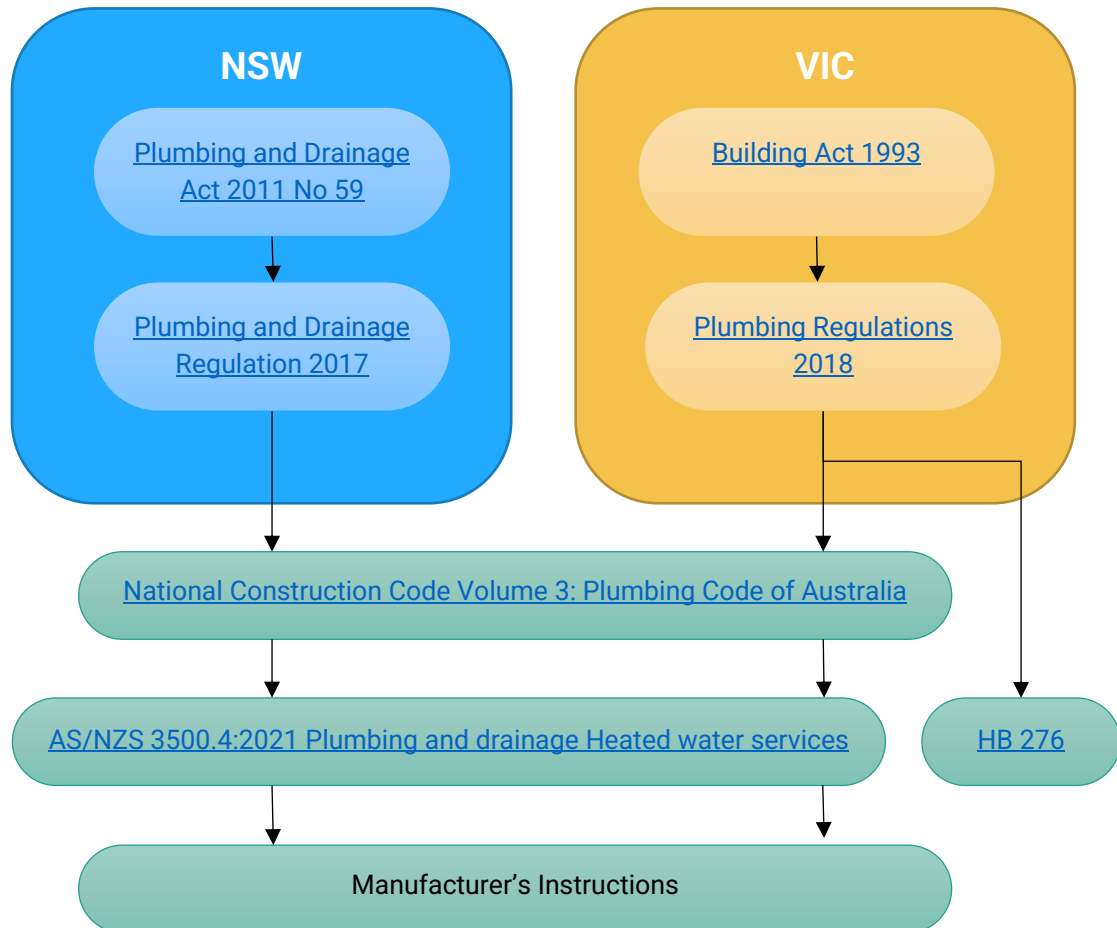 NSW
VIC
Plumbing and Drainage
Act 2011 No 59
Building Act 1993
Plumbing and Drainage
Regulation 2017
Plumbing Regulations
2018
National Construction Code Volume 3: Plumbing Code of Australia
AS/NZS 3500.4:2021 Plumbing and drainage Heated water services
HB 276
Manufacturer’s Instructions